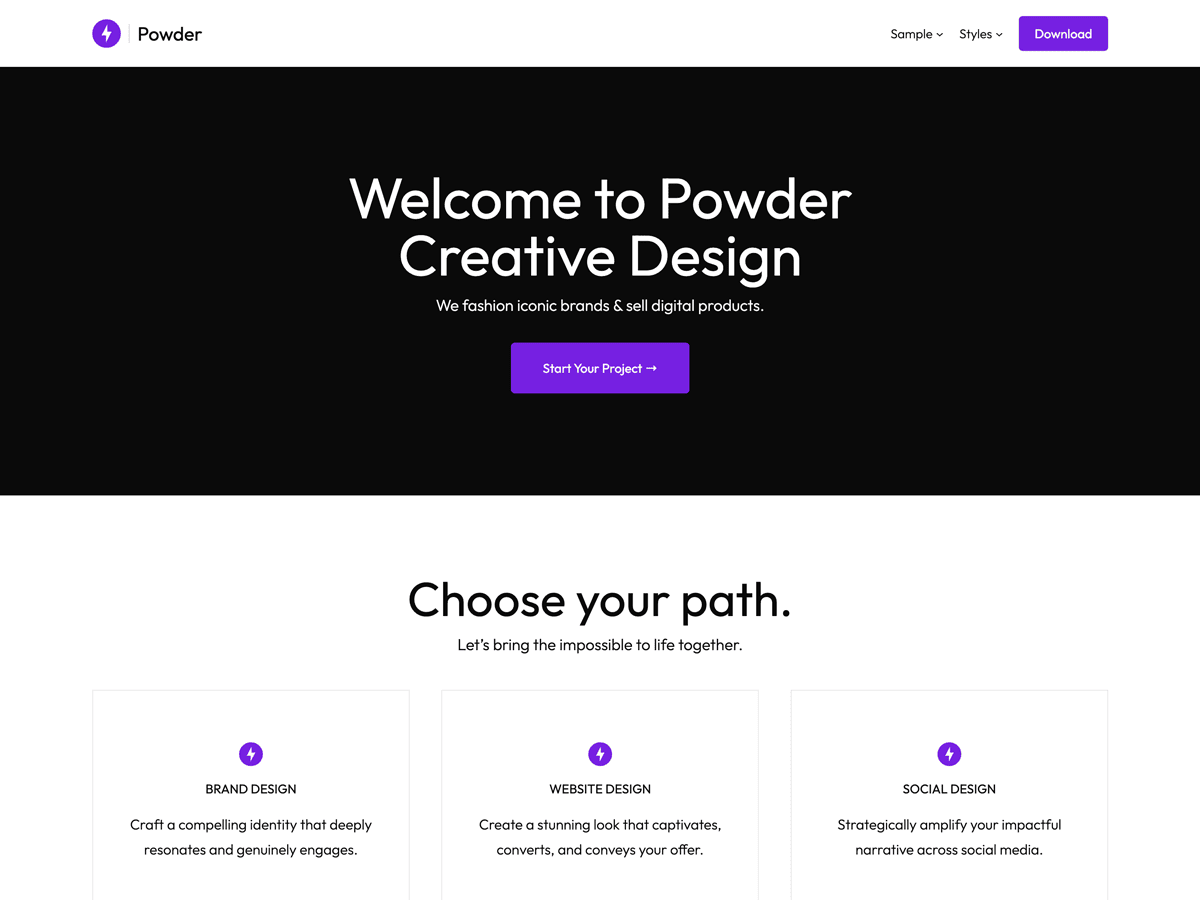 Powder
Sample
Styles
Download
Welcome to Powder
Creative Design
We fashion iconic brands & sell digital products.
Start Your Project →
Choose your path.
Let’s bring the impossible to life together.
BRAND DESIGN
Craft a compelling identity that deeply
resonates and genuinely engages.
WEBSITE DESIGN
Create a stunning look that captivates,
converts, and conveys your offer.
SOCIAL DESIGN
Strategically amplify your impactful
narrative across social media.